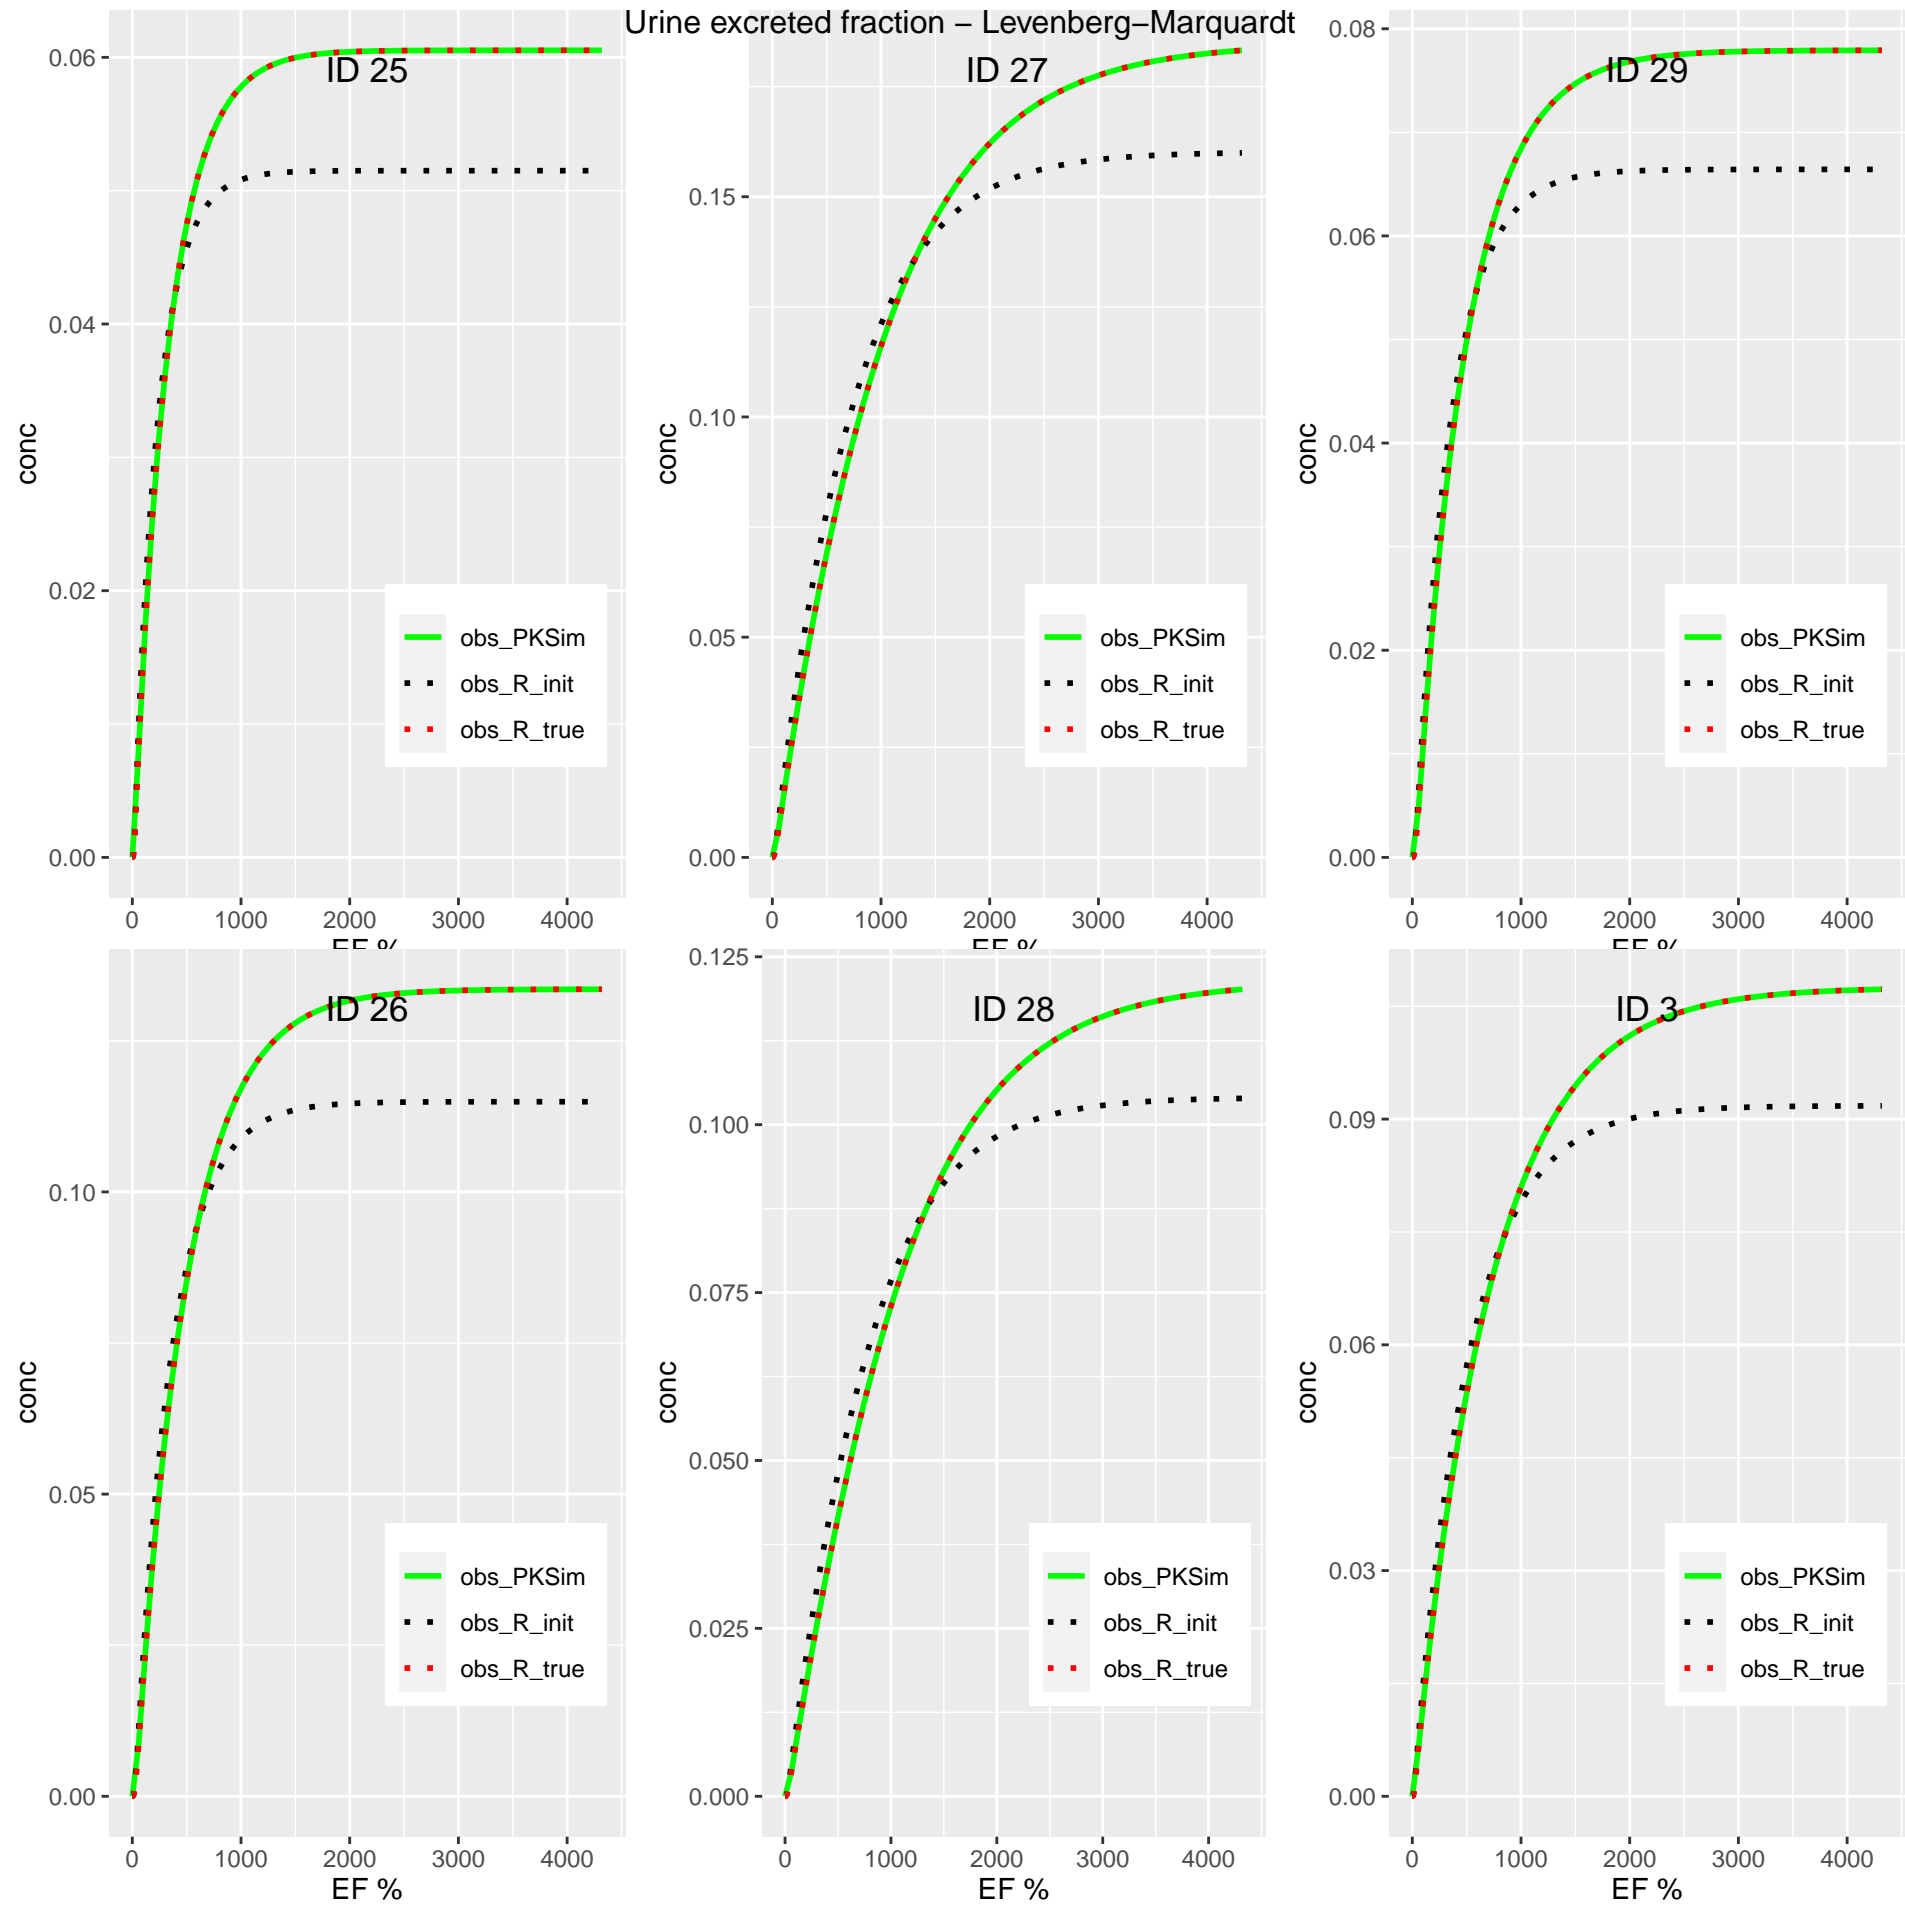 Urine excreted fraction – Levenberg–Marquardt
ID 25
conc
0.06
0.04
0.02
0.00
obs_PKSim
obs_R_init
obs_R_true
0 1000 2000 3000 4000
EF %
ID 27
conc
0.15
0.10
0.05
0.00
obs_PKSim
obs_R_init
obs_R_true
0 1000 2000 3000 4000
EF %
ID 29
conc
0.08
0.06
0.04
0.02
0.00
obs_PKSim
obs_R_init
obs_R_true
0 1000 2000 3000 4000
EF %
ID 26
conc
0.10
0.05
0.00
obs_PKSim
obs_R_init
obs_R_true
0 1000 2000 3000 4000
EF %
ID 28
conc
0.125
0.100
0.075
0.050
0.025
0.000
obs_PKSim
obs_R_init
obs_R_true
0 1000 2000 3000 4000
EF %
ID 3
conc
0.09
0.06
0.03
0.00
obs_PKSim
obs_R_init
obs_R_true
0 1000 2000 3000 4000
EF %